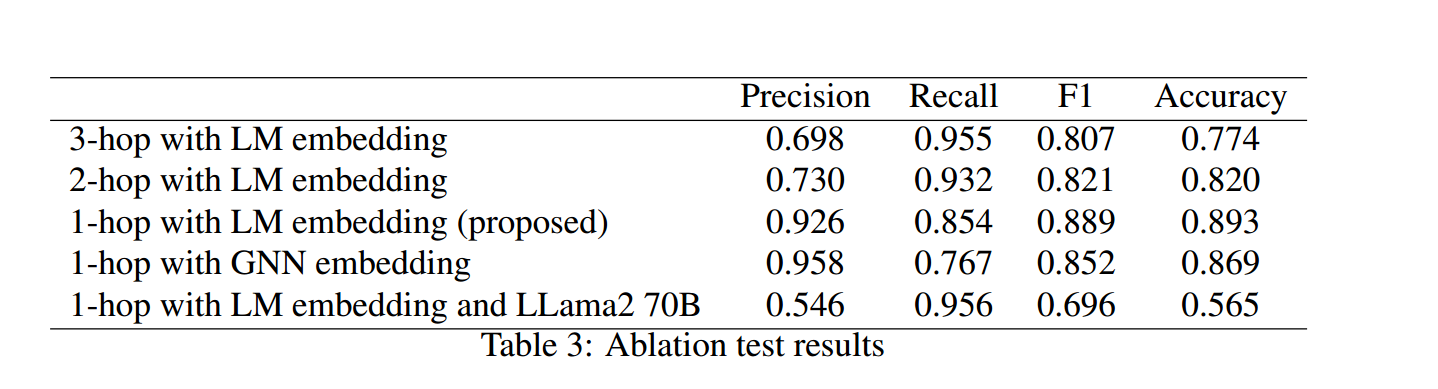 Precision Recall F1 Accuracy
3-hop with LM embedding 0.698 0.955 0.807 0.774
2-hop with LM embedding 0.730 0.932 0.821 0.820
1-hop with LM embedding (proposed) 0.926 0.854 0.889 0.893
1-hop with GNN embedding 0.958 0.767 0.852 0.869
1-hop with LM embedding and LLama2 70B 0.546 0.956 0.696 0.565
Table 3: Ablation test results